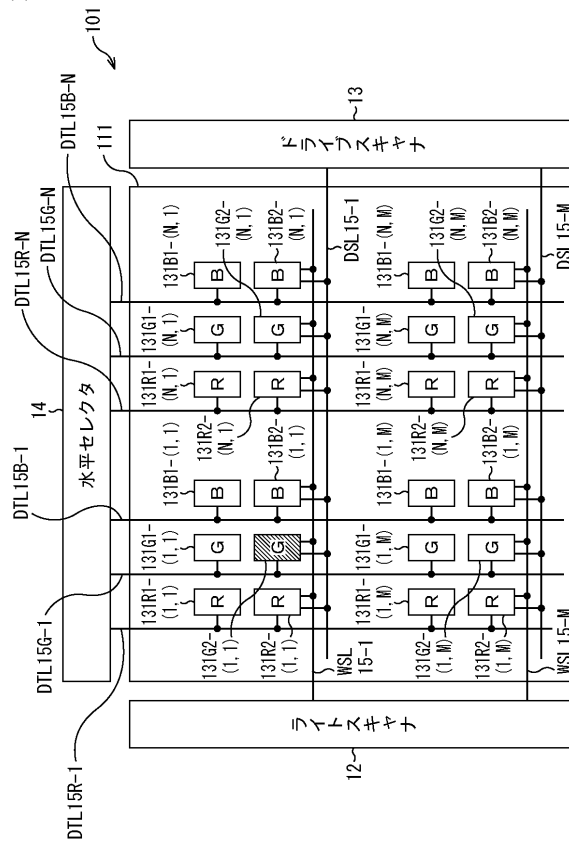 101
DTL15B-N
DTL15G-N
DTL15R-N
14
DTL15B-1
DTL15G-1
DTL15R-1
水平セレクタ
111
13
ドライブスキャナ
12
ライトスキャナ
131R1-
(1, 1)
131G1-
(1, 1)
131B1-(1, 1)
131R1-
(N, 1)
131G1-
(N, 1)
131B1-(N, 1)
R
G
B
R
G
B
131G2-
(1, 1)
131R2-
(1, 1)
131B2-
(1, 1)
131R2-
(N, 1)
131G2-
(N, 1)
131B2-
(N, 1)
R
G
B
R
G
B
WSL
15-1
DSL15-1
131R1-
(1, M)
131G1-
(1, M)
131B1-(1, M)
131R1-
(N, M)
131G1-
(N, M)
131B1-(N, M)
R
G
B
R
G
B
131G2-
(1, M)
131R2-
(1, M)
131B2-
(1, M)
131R2-
(N, M)
131G2-
(N, M)
131B2-
(N, M)
R
G
B
R
G
B
WSL15-M
DSL15-M